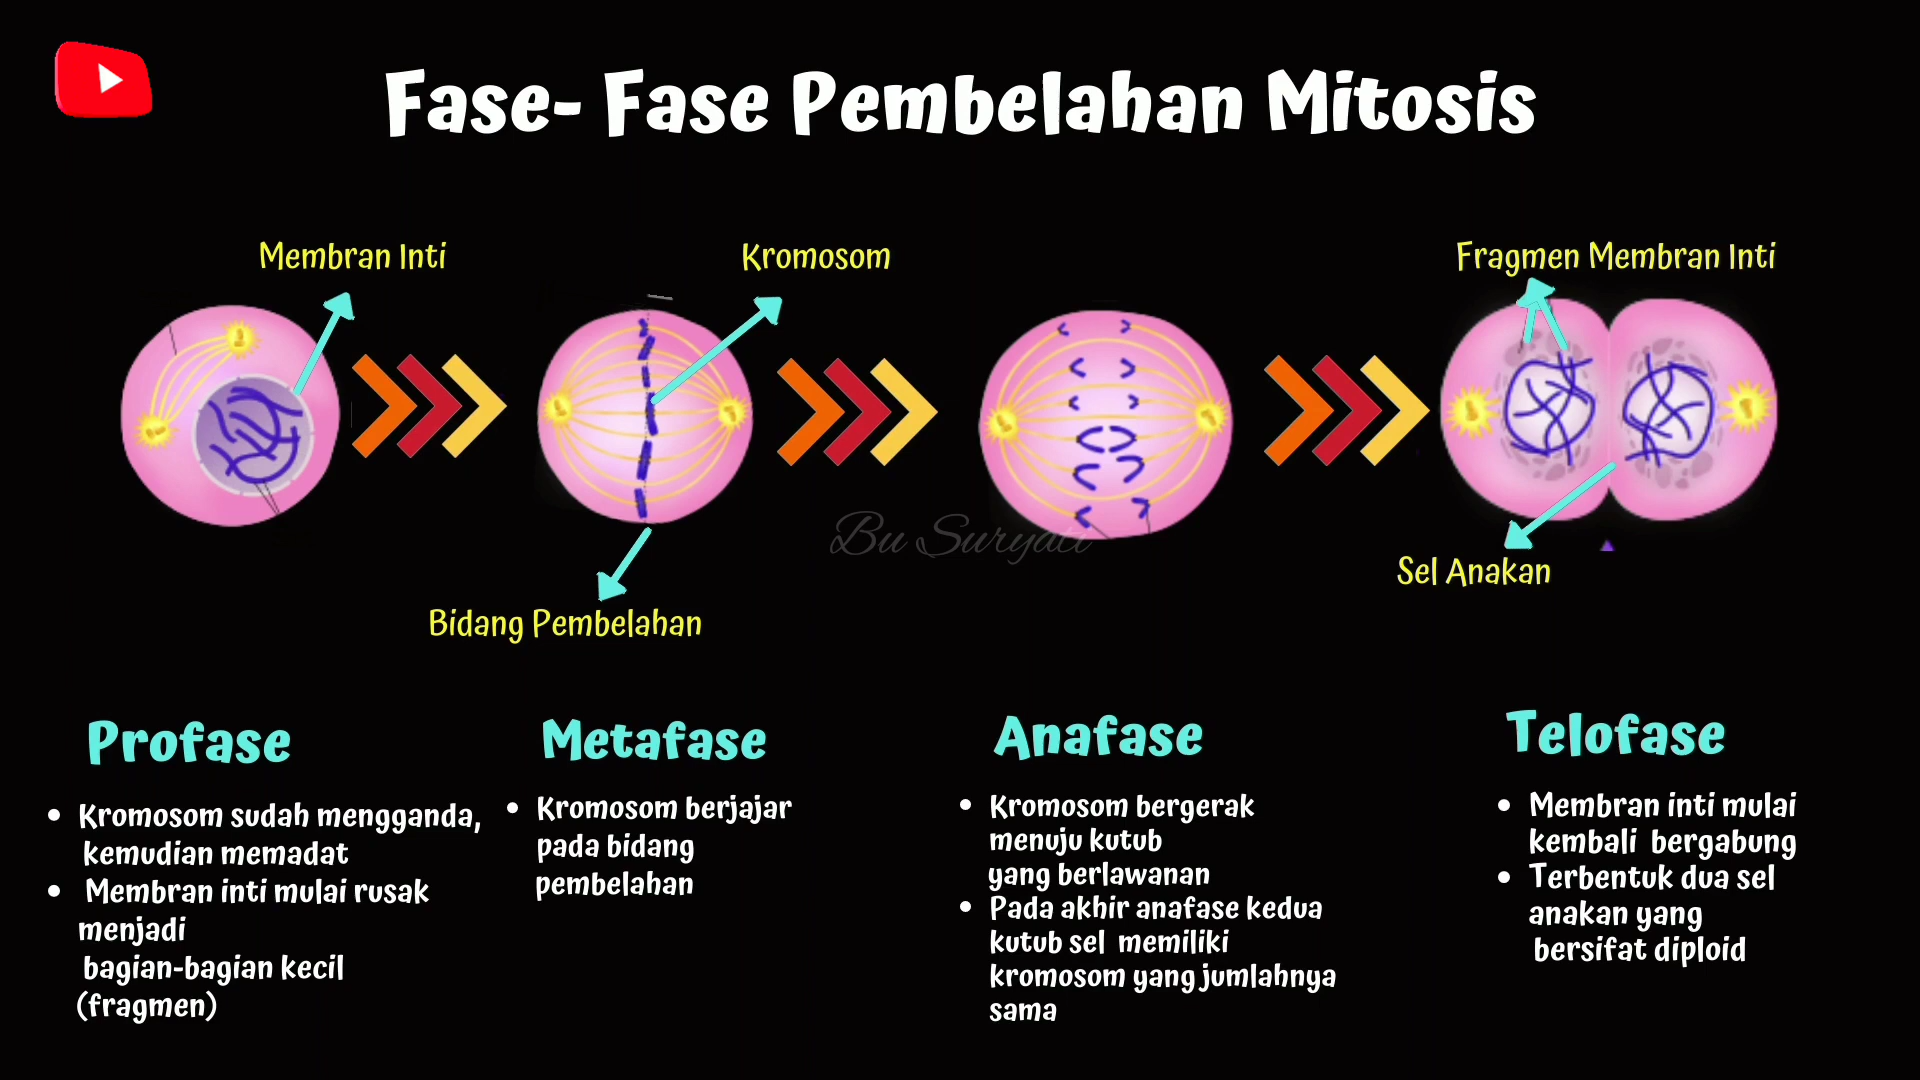 Fase- Fase Pembelahan Mitosis
Membran Inti
Kromosom
Fragmen Membran Inti
Bu Suryati
Sel Anakan
Bidang Pembelahan
Profase
Kromosom sudah mengganda,
kemudian memadat
Membran inti mulai rusak
menjadi
bagian-bagian kecil
(fragmen)
Metafase
Kromosom berjajar
pada bidang
pembelahan
Anafase
Kromosom bergerak
menuju kutub
yang berlawanan
Pada akhir anafase kedua
kutub sel memiliki
kromosom yang jumlahnya
sama
Telofase
Membran inti mulai
kembali bergabung
Terbentuk dua sel
anakan yang
bersifat diploid